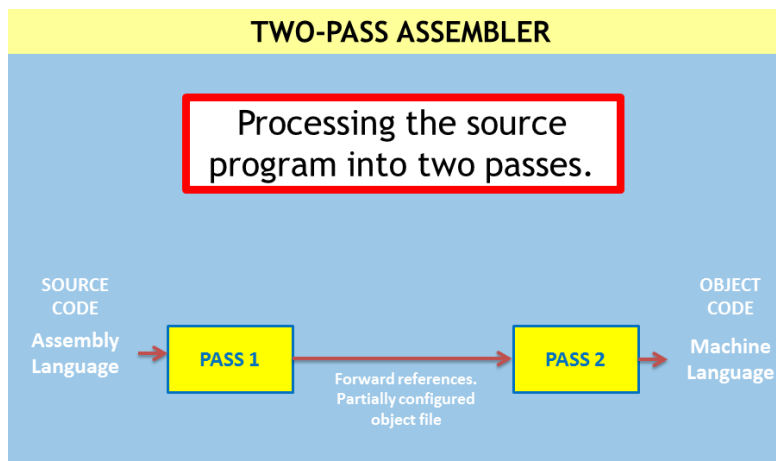 TWO-PASS ASSEMBLER
Processing the source
program into two passes.
SOURCE
CODE
Assembly
Language
PASS 1
Forward references.
Partially configured
object file
PASS 2
OBJECT
CODE
Machine
Language